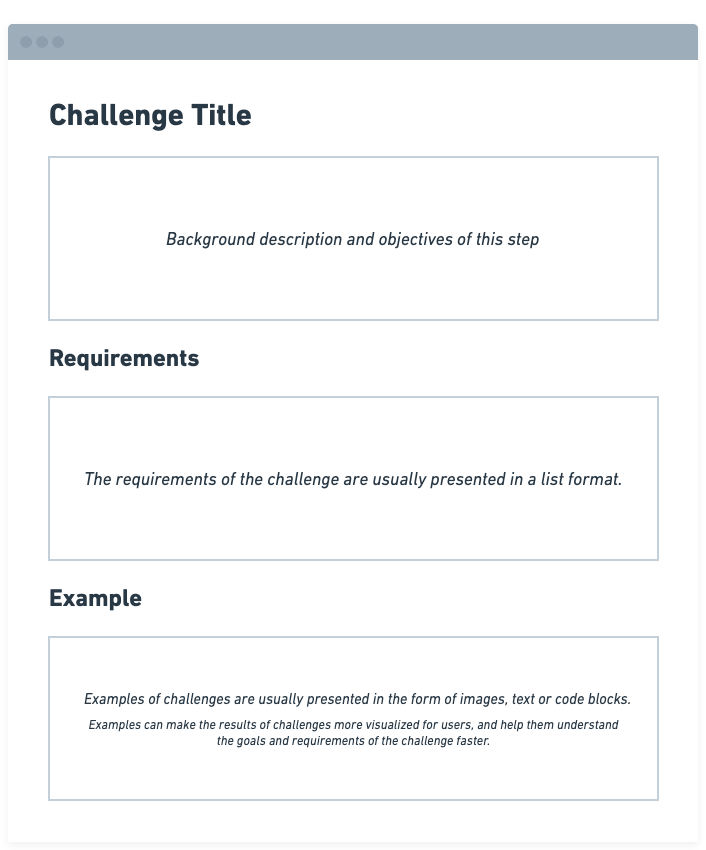 Challenge Title
Background description and objectives of this step
Requirements
The requirements of the challenge are usually presented in a list format.
Example
Examples of challenges are usually presented in the form of images, text or code blocks.
Examples can make the results of challenges more visualized for users, and help them understand
the goals and requirements of the challenge faster.